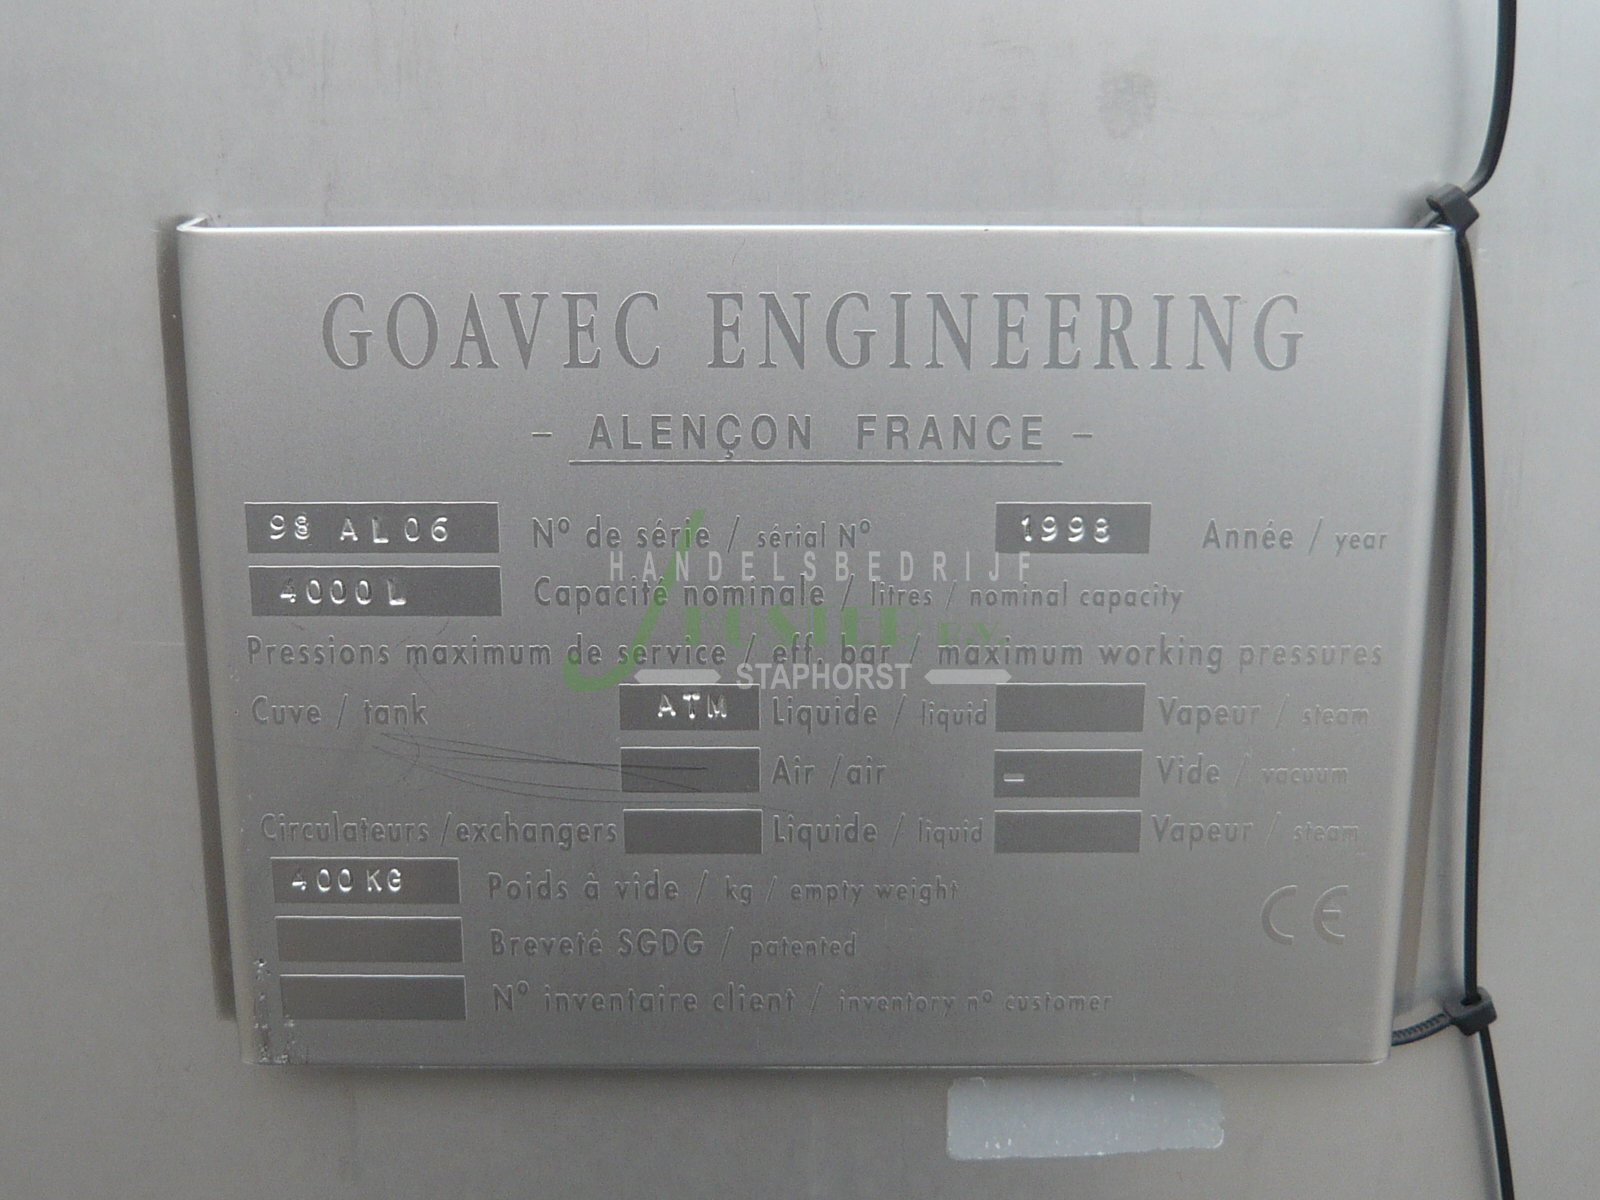 GOAVEC ENGINEERING
- ALENÇON FRANCE -
98 AL06 N° de série / sérial N° 1998 Année / year
HANDELSBEDRIJF
4000L Capacité nominale / litres / nominal capacity
Pressions maximum de service / eff. bar / maximum working pressures
STAPHORST
Cuve / tank ATM Liquide / liquid Vapeur / steam
Air / air – Vide / vacuum
Circulateurs / exchangers Liquide / liquid Vapeur / steam
400KG Poids à vide / kg / empty weight
CE
Breveté SGDG / patented
N° inventaire client / inventory n° customer